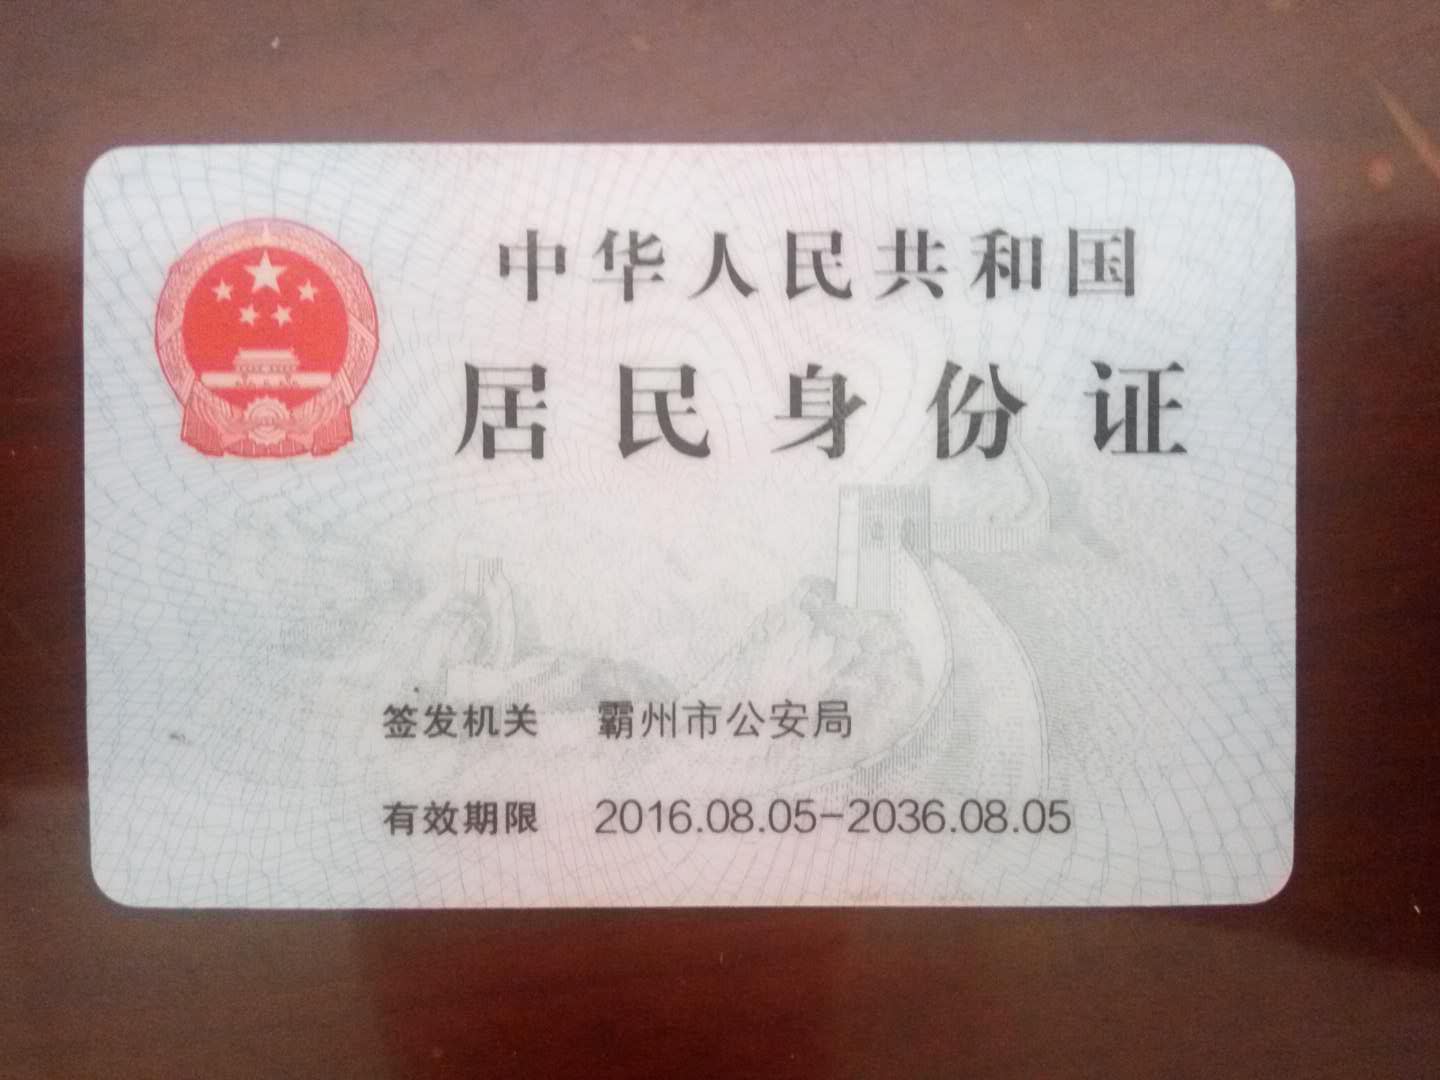 中华人民共和国
居民身份证
签发机关 霸州市公安局
有效期限 2016.08.05-2036.08.05